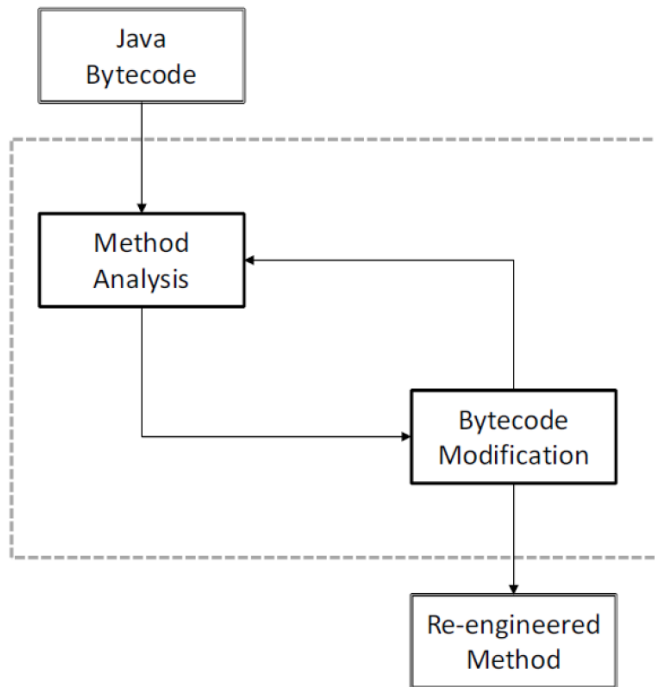 Java
Bytecode
Method
Analysis
Bytecode
Modification
Re-engineered
Method